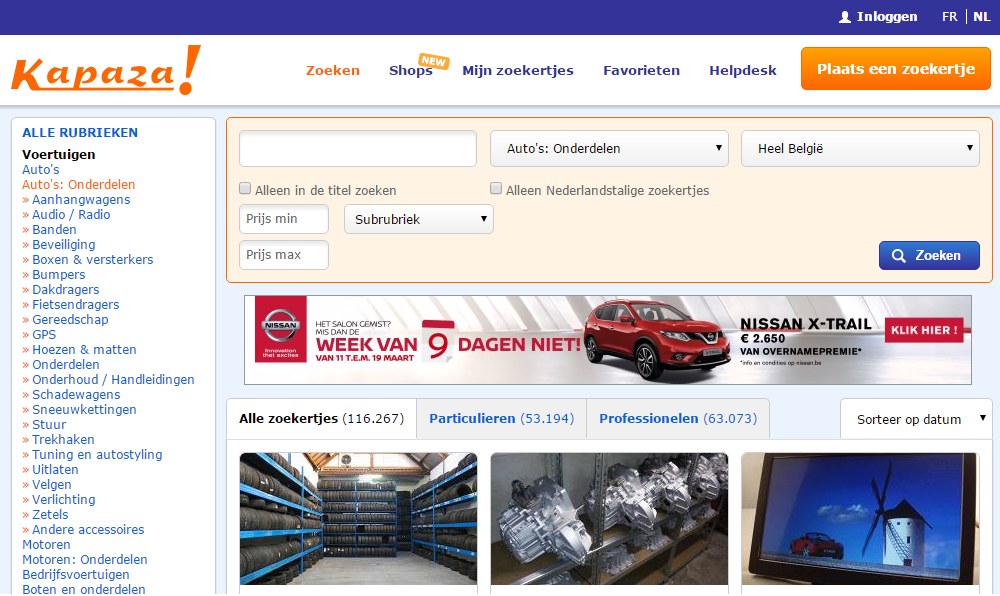 Inloggen FR NL
Kapaza!
Zoeken Shops NEW Mijn zoekertjes Favorieten Helpdesk Plaats een zoekertje
ALLE RUBRIEKEN
Voertuigen
Auto's
Auto's: Onderdelen
» Aanhangwagens
» Audio / Radio
» Banden
» Beveiliging
» Boxen & versterkers
» Bumpers
» Dakdragers
» Fietsendragers
» Gereedschap
» GPS
» Hoezen & matten
» Onderdelen
» Onderhoud / Handleidingen
» Schadewagens
» Sneeuwkettingen
» Stuur
» Trekhaken
» Tuning en autostyling
» Uitlaten
» Velgen
» Verlichting
» Zetels
» Andere accessoires
Motoren
Motoren: Onderdelen
Bedrijfsvoertuigen
Boten en onderdelen
Auto's: Onderdelen
Heel België
Alleen in de titel zoeken
Alleen Nederlandstalige zoekertjes
Prijs min
Subrubriek
Prijs max
Zoeken
NISSAN
Innovation
that excites
HET SALON GEMIST?
MIS DAN DE
WEEK VAN 9 DAGEN NIET!
VAN 11 T.E.M. 19 MAART
NISSAN X-TRAIL
€ 2.650
VAN OVERNAMEPREMIE*
*info en condities op nissan.be
KLIK HIER !
Alle zoekertjes (116.267)
Particulieren (53.194)
Professionelen (63.073)
Sorteer op datum